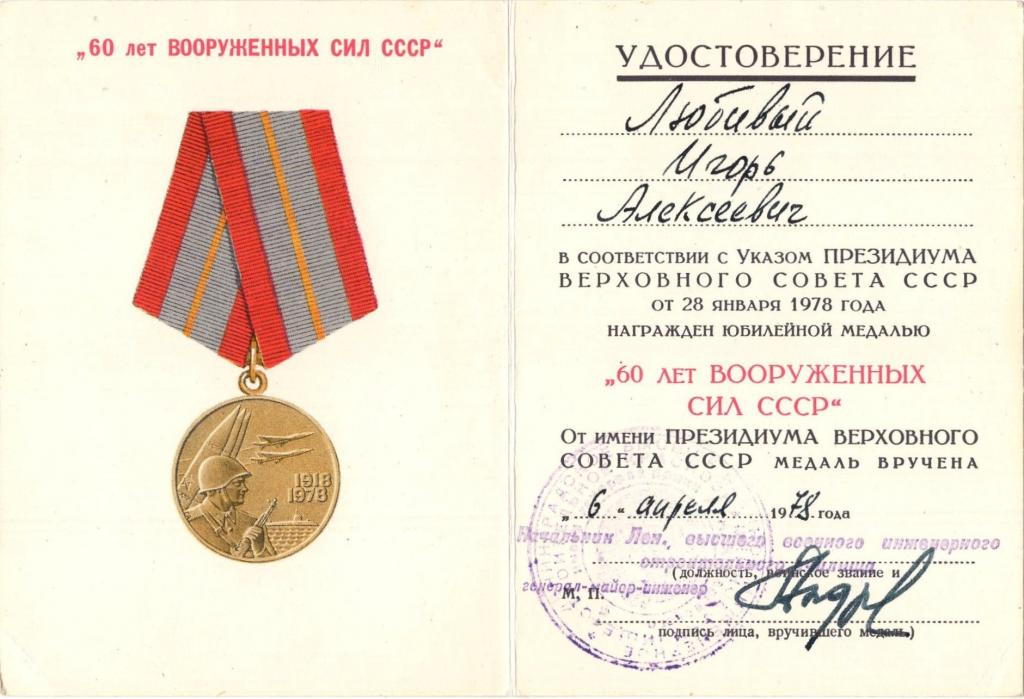 „60 лет ВООРУЖЕННЫХ СИЛ СССР“
1918
1978
УДОСТОВЕРЕНИЕ
Любивый
Игорь
Алексеевич
В СООТВЕТСТВИИ С УКАЗОМ ПРЕЗИДИУМА
ВЕРХОВНОГО СОВЕТА СССР
ОТ 28 ЯНВАРЯ 1978 ГОДА
НАГРАЖДЕН ЮБИЛЕЙНОЙ МЕДАЛЬЮ
„60 ЛЕТ ВООРУЖЕННЫХ
СИЛ СССР“
ОТ ИМЕНИ ПРЕЗИДИУМА ВЕРХОВНОГО
СОВЕТА СССР МЕДАЛЬ ВРУЧЕНА
„6“ апреля 1978 года
Начальник Лен. высшего военного инженерного
строительного училища
(должность, воинское звание и
генерал-майор-инженер
М. П.
подпись лица, вручившего медаль.)